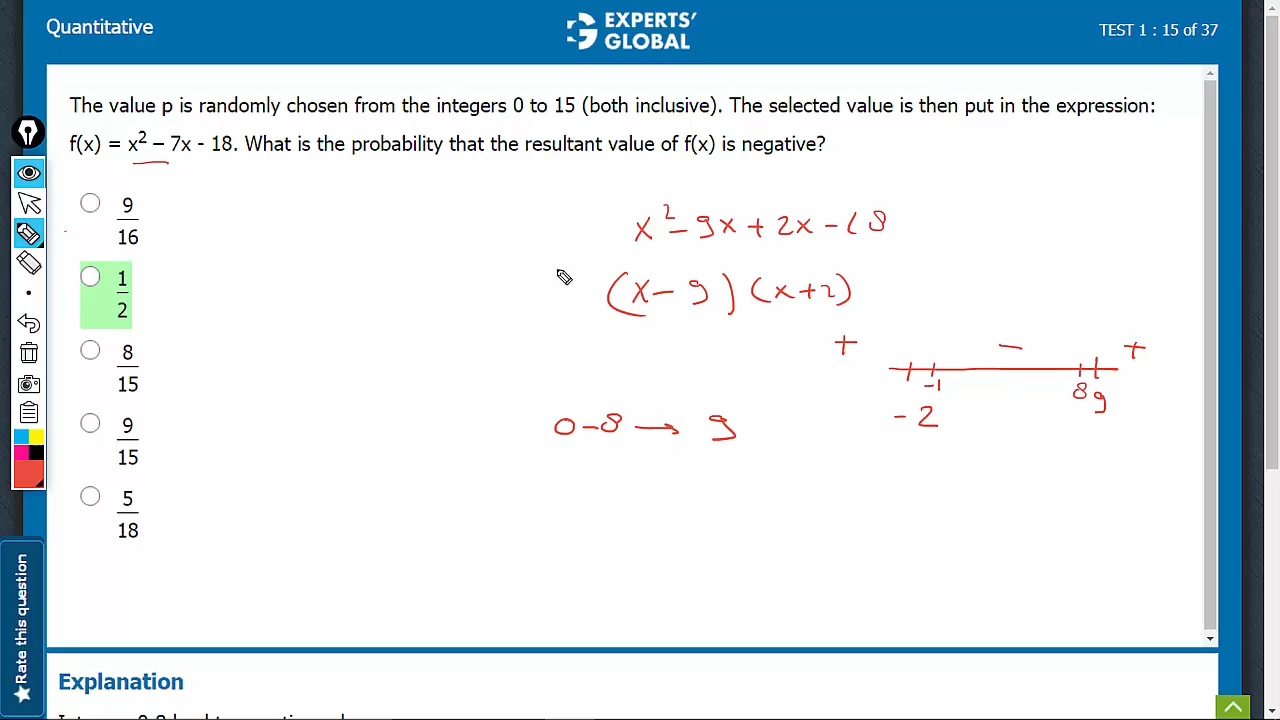 Quantitative
EXPERTS'
GLOBAL
TEST 1 : 15 of 37
The value p is randomly chosen from the integers 0 to 15 (both inclusive). The selected value is then put in the expression:
f(x) = x² – 7x - 18. What is the probability that the resultant value of f(x) is negative?
9
16
1
2
8
15
9
15
5
18
x² - 9x + 2x - 18
(x - 9) (x + 2)
+ - +
-1 8 9
- 2
0 - 8 → 9
Rate this question
Explanation